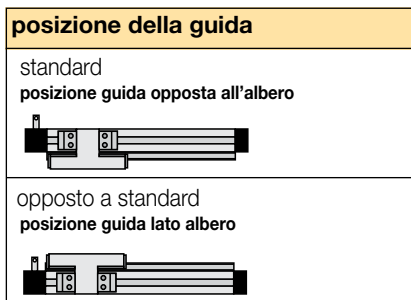 posizione della guida
standard
posizione guida opposta all'albero
opposto a standard
posizione guida lato albero